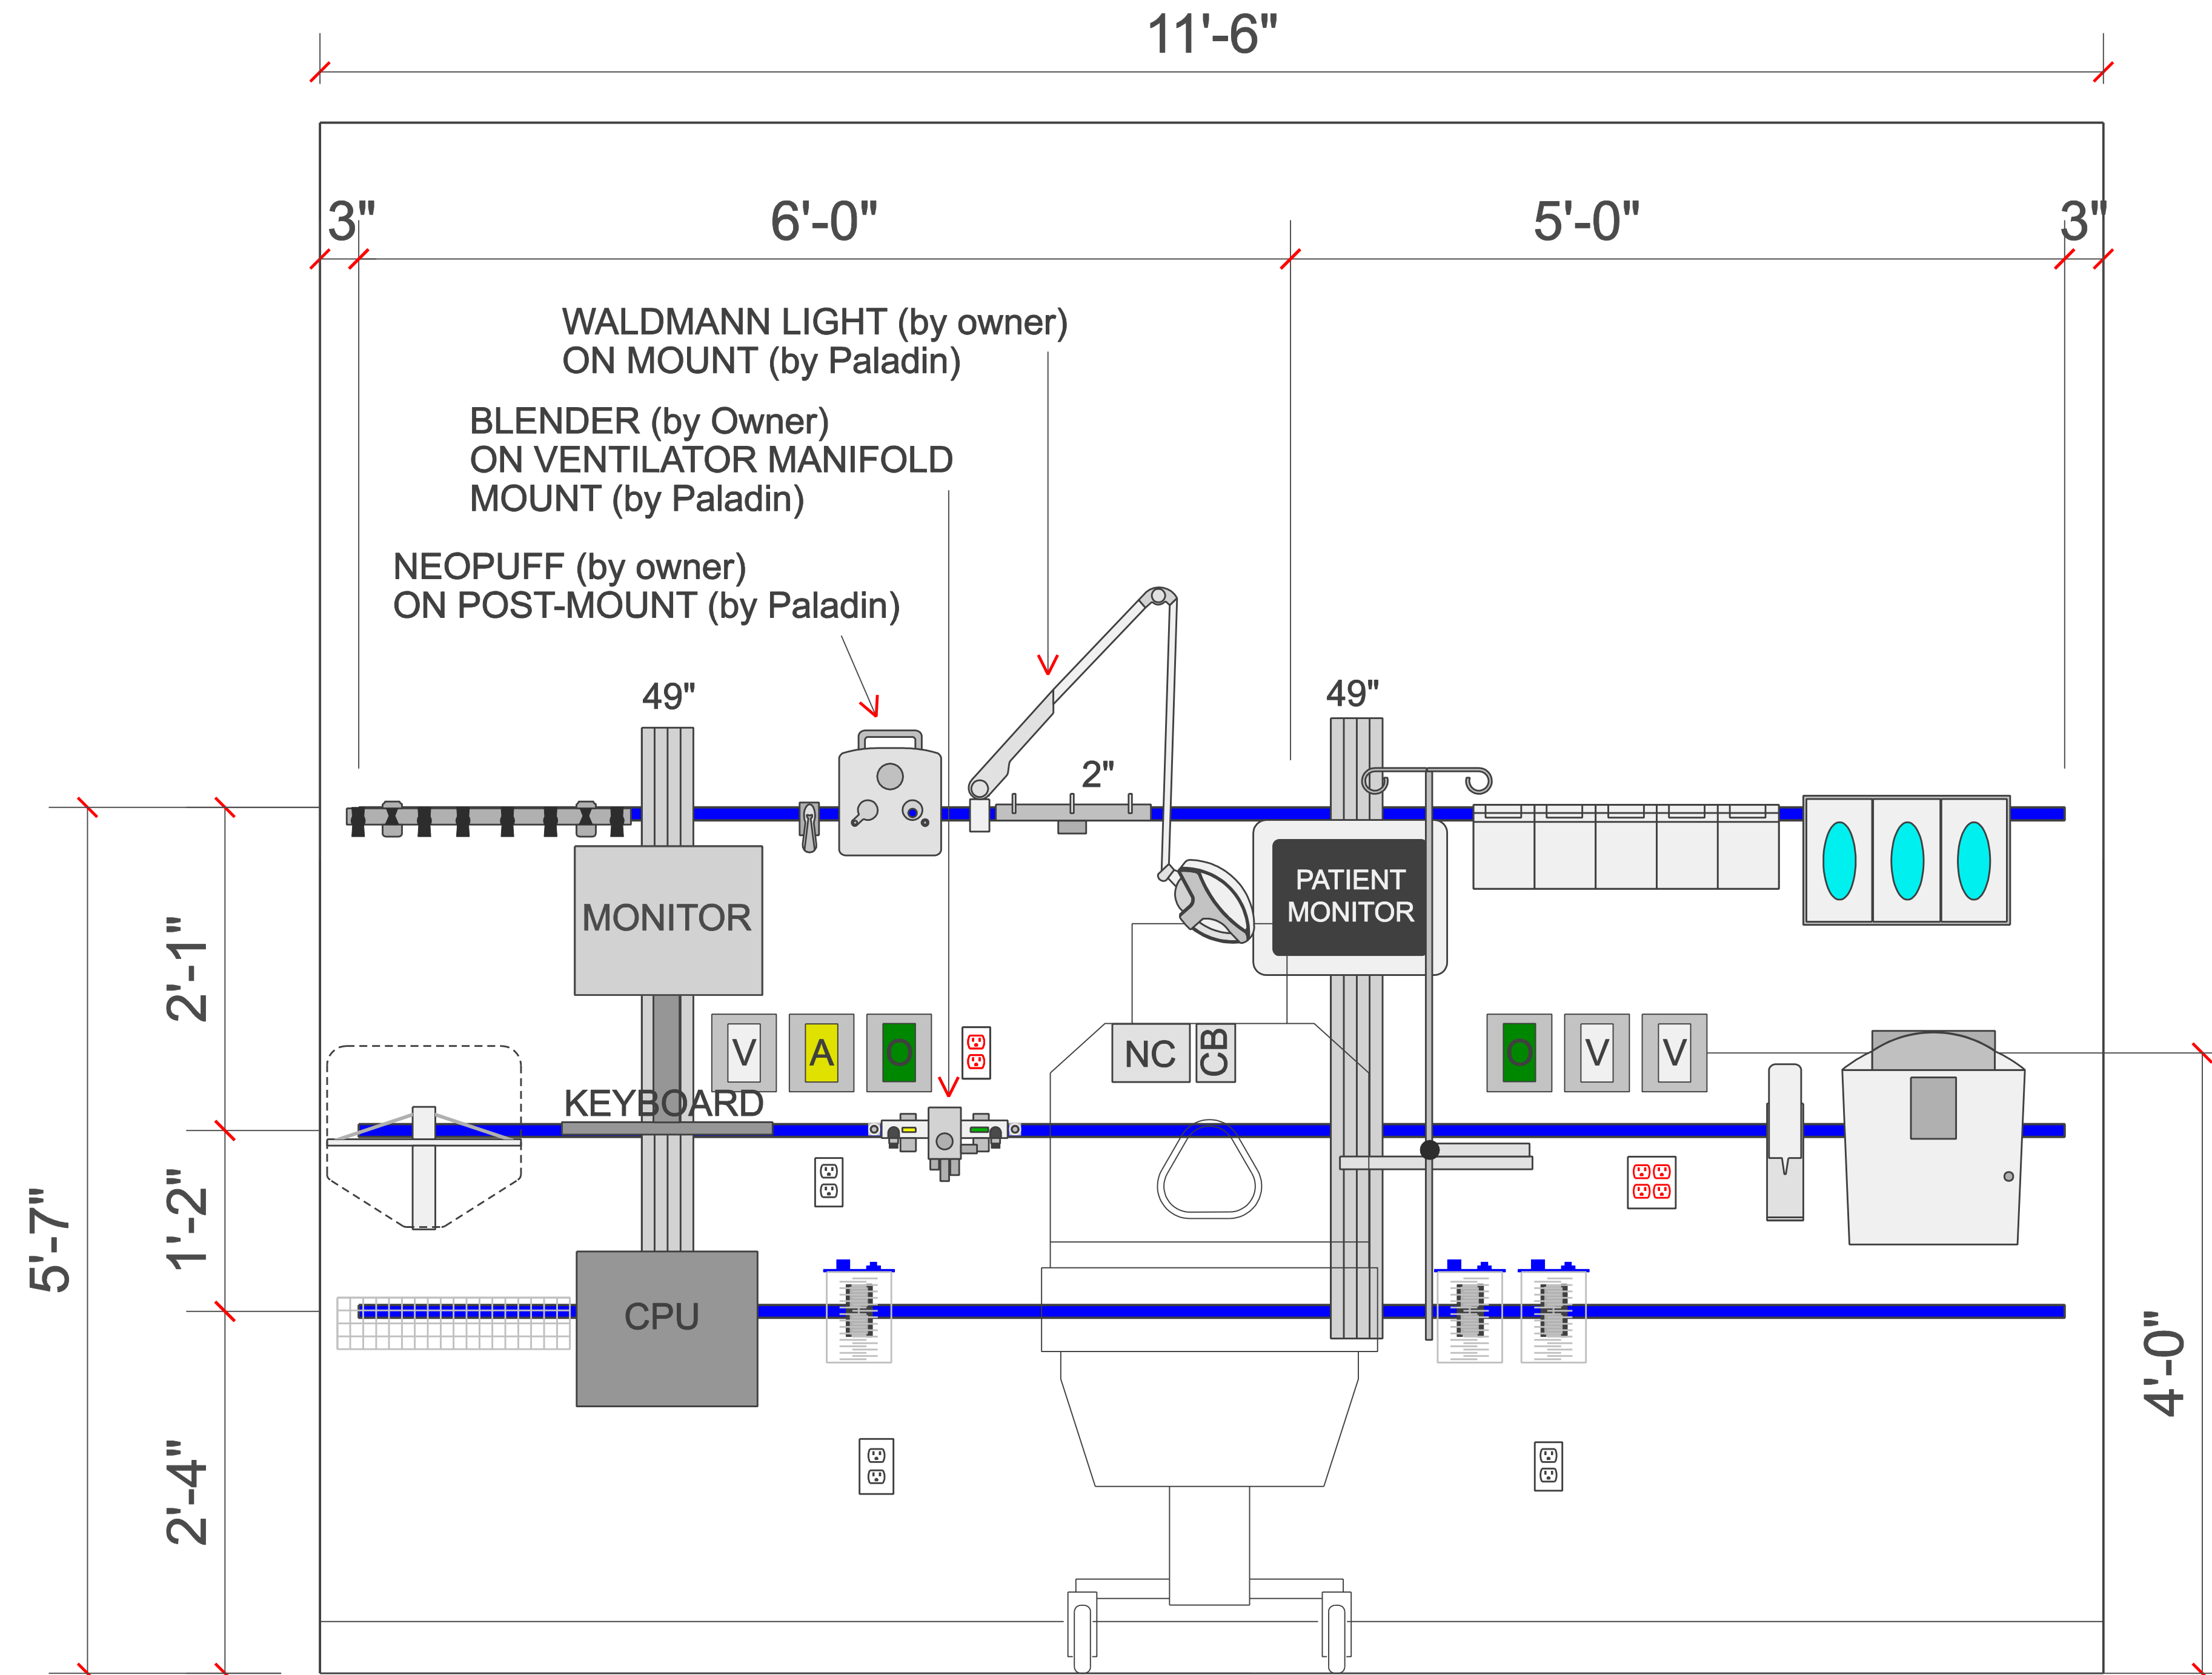 11'-6"
3"
6'-0"
5'-0"
3"
WALDMANN LIGHT (by owner)
ON MOUNT (by Paladin)
BLENDER (by Owner)
ON VENTILATOR MANIFOLD
MOUNT (by Paladin)
NEOPUFF (by owner)
ON POST-MOUNT (by Paladin)
49"
49"
2"
MONITOR
PATIENT
MONITOR
2'-1"
V
A
O
NC
CB
O
V
V
KEYBOARD
1'-2"
5'-7"
CPU
4'-0"
2'-4"